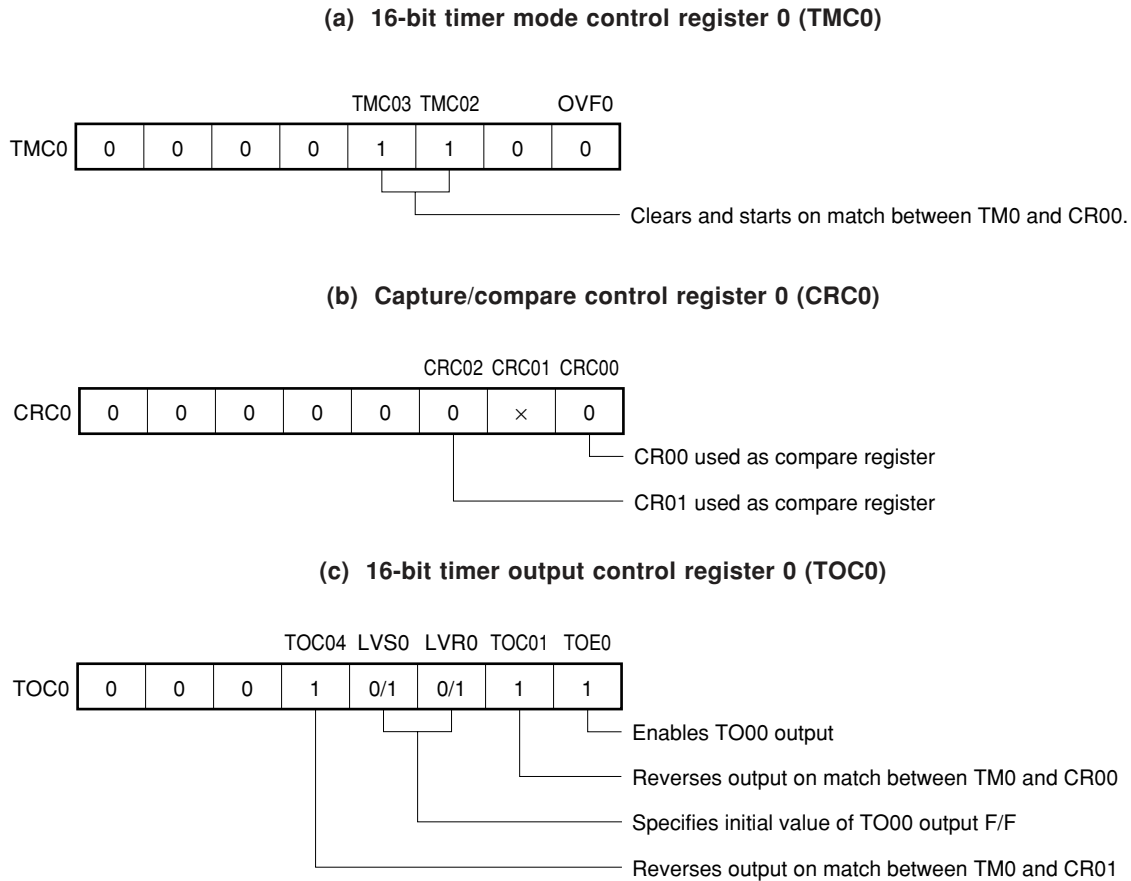 (a) 16-bit timer mode control register 0 (TMC0)
TMC03 TMC02 OVF0
TMC0 0 0 0 0 1 1 0 0
Clears and starts on match between TM0 and CR00.
(b) Capture/compare control register 0 (CRC0)
CRC02 CRC01 CRC00
CRC0 0 0 0 0 0 0 × 0
CR00 used as compare register
CR01 used as compare register
(c) 16-bit timer output control register 0 (TOC0)
TOC04 LVS0 LVR0 TOC01 TOE0
TOC0 0 0 0 1 0/1 0/1 1 1
Enables TO00 output
Reverses output on match between TM0 and CR00
Specifies initial value of TO00 output F/F
Reverses output on match between TM0 and CR01